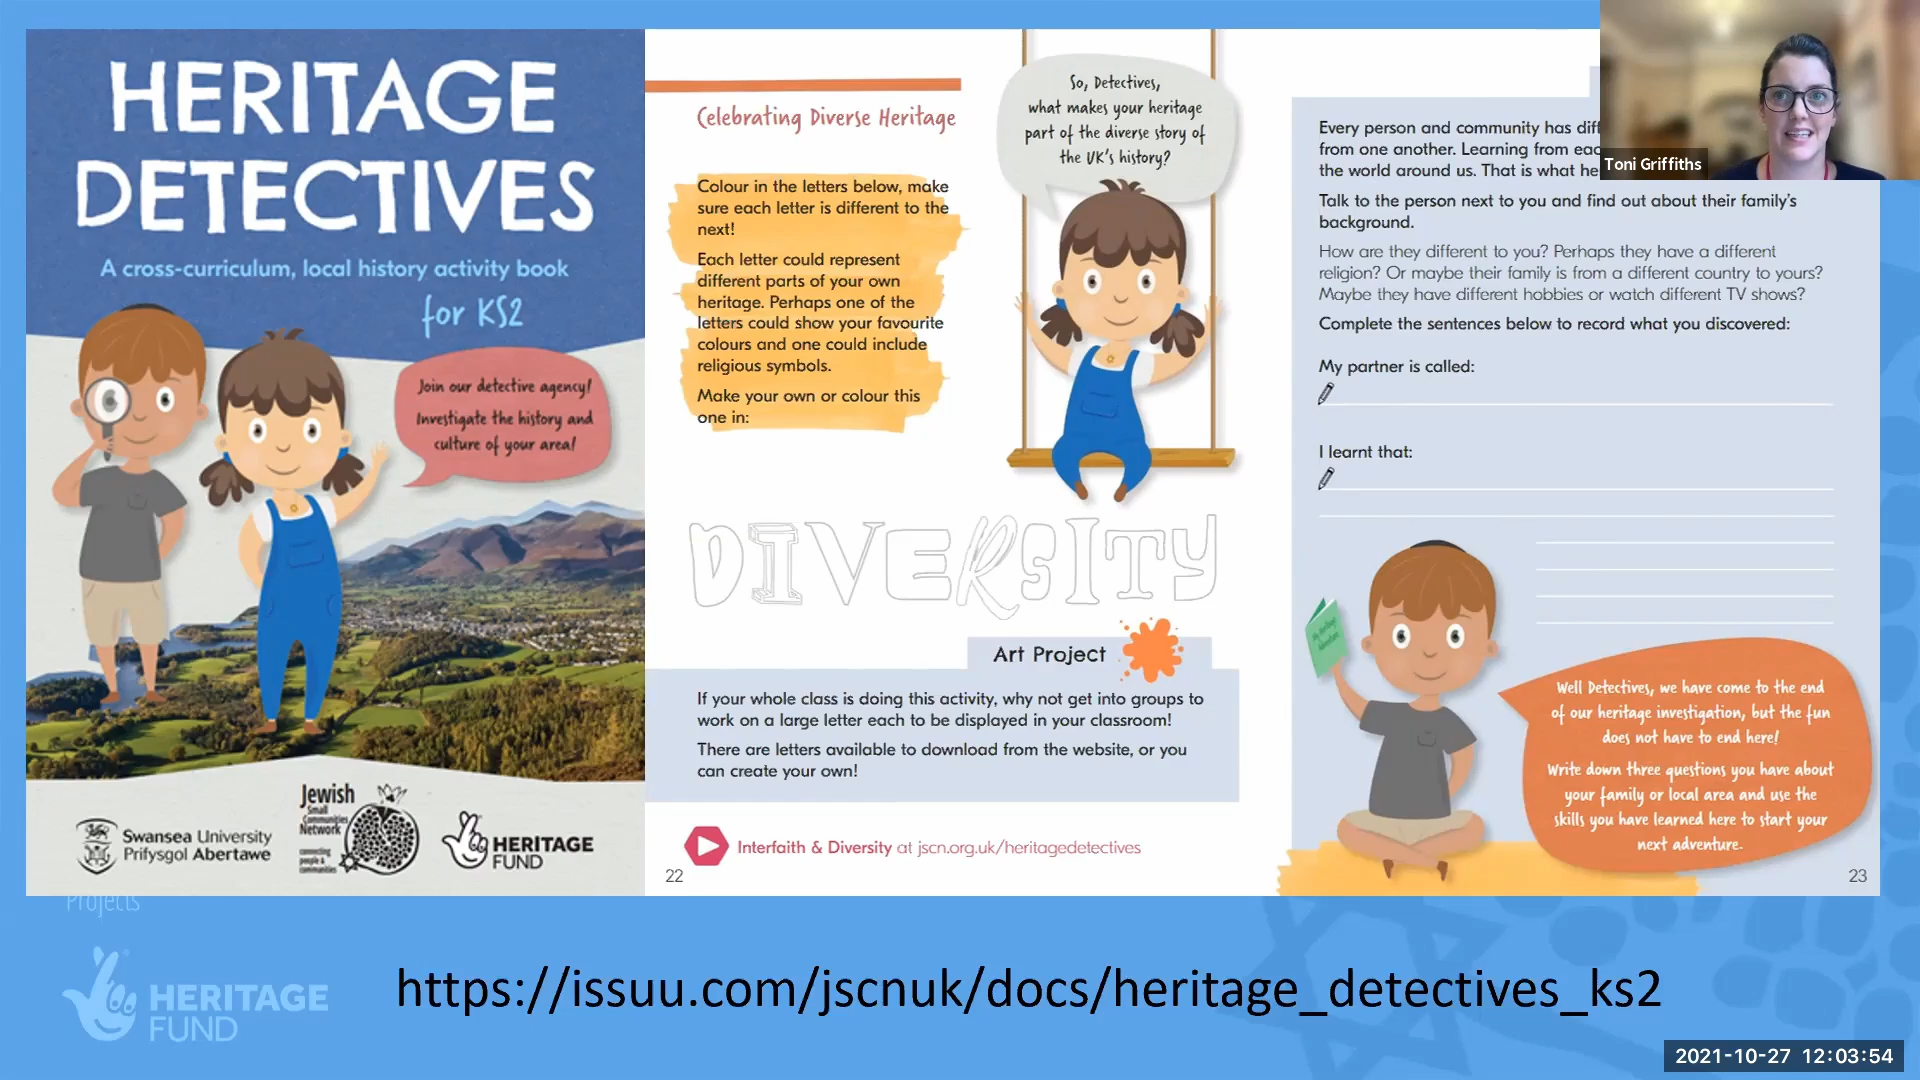 HERITAGE
DETECTIVES
A cross-curriculum, local history activity book
for KS2
Join our detective agency!
Investigate the history and
culture of your area!
Swansea University
Prifysgol Abertawe
Jewish
Small
Communities
Network
connecting
people &
communities
HERITAGE
FUND
Celebrating Diverse Heritage
So, Detectives,
what makes your heritage
part of the diverse story of
the UK's history?
Colour in the letters below, make
sure each letter is different to the
next!
Each letter could represent
different parts of your own
heritage. Perhaps one of the
letters could show your favourite
colours and one could include
religious symbols.
Make your own or colour this
one in:
DIVERSITY
Art Project
If your whole class is doing this activity, why not get into groups to
work on a large letter each to be displayed in your classroom!
There are letters available to download from the website, or you
can create your own!
Interfaith & Diversity at jscn.org.uk/heritagedetectives
22
Every person and community has diff
from one another. Learning from eac
the world around us. That is what he
Talk to the person next to you and find out about their family's
background.
How are they different to you? Perhaps they have a different
religion? Or maybe their family is from a different country to yours?
Maybe they have different hobbies or watch different TV shows?
Complete the sentences below to record what you discovered:
My partner is called:
I learnt that:
My Heritage
Adventure
Well Detectives, we have come to the end
of our heritage investigation, but the fun
does not have to end here!
Write down three questions you have about
your family or local area and use the
skills you have learned here to start your
next adventure.
23
Toni Griffiths
Projects
HERITAGE
FUND
https://issuu.com/jscnuk/docs/heritage_detectives_ks2
2021-10-27 12:03:54